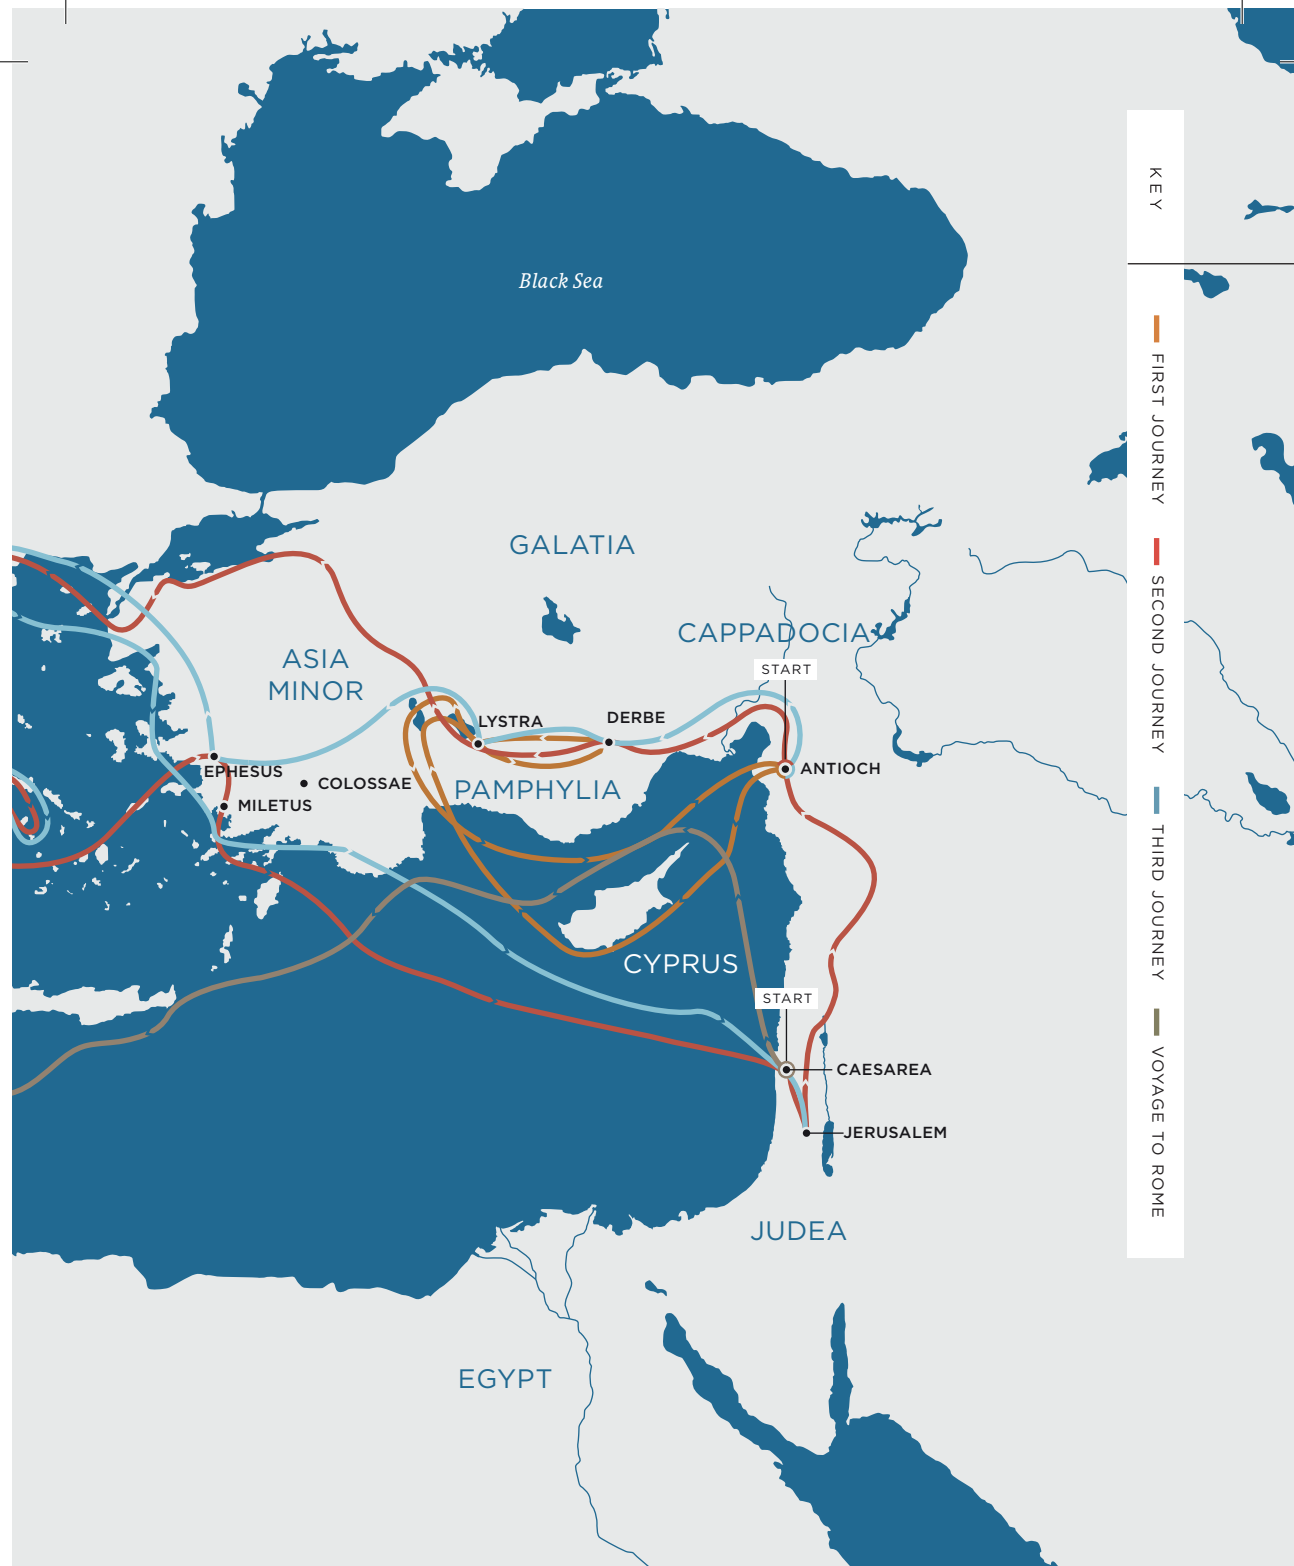 Black Sea
GALATIA
CAPPADOCIA
START
ASIA
MINOR
LYSTRA
DERBE
EPHESUS
ANTIOCH
COLOSSAE
PAMPHYLIA
MILETUS
CYPRUS
START
CAESAREA
JERUSALEM
JUDEA
EGYPT
KEY
FIRST JOURNEY
SECOND JOURNEY
THIRD JOURNEY
VOYAGE TO ROME